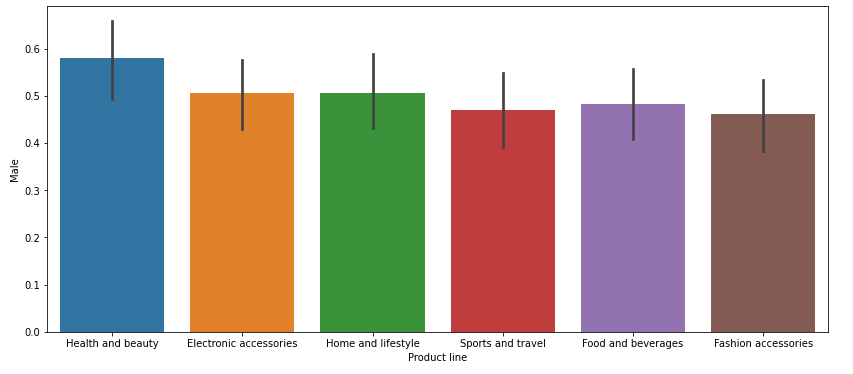 0.6
0.5
0.4
0.3
0.2
0.1
0.0
Male
Health and beauty
Electronic accessories
Home and lifestyle
Sports and travel
Food and beverages
Fashion accessories
Product line